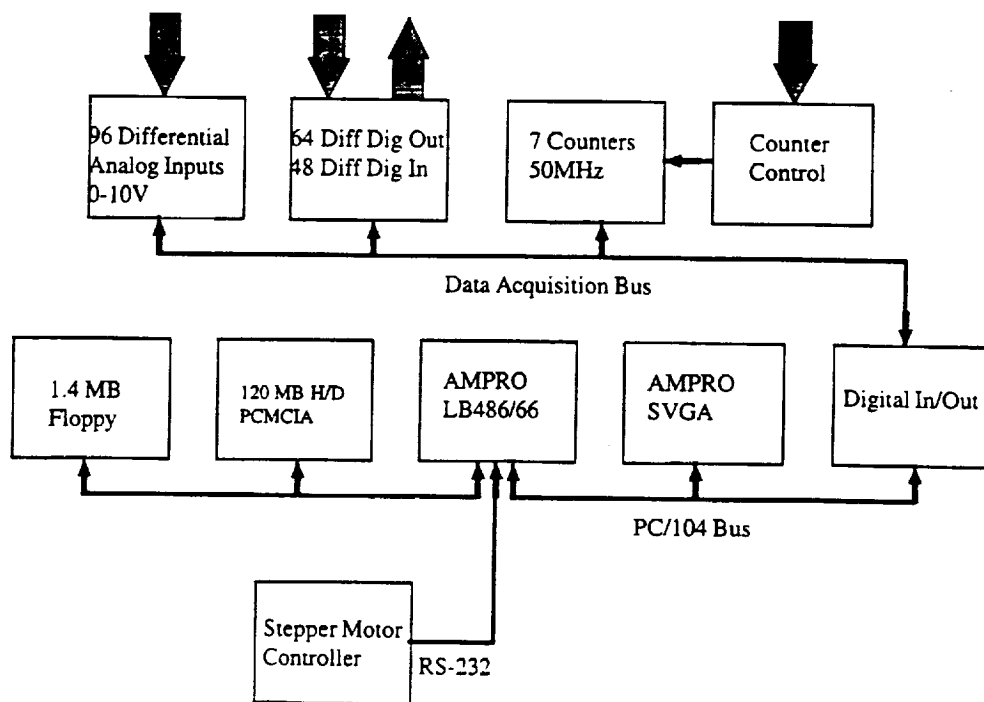 96 Differential
Analog Inputs
0-10V
64 Diff Dig Out
48 Diff Dig In
7 Counters
50MHz
Counter
Control
Data Acquisition Bus
1.4 MB
Floppy
120 MB H/D
PCMCIA
AMPRO
LB486/66
AMPRO
SVGA
Digital In/Out
PC/104 Bus
Stepper Motor
Controller
RS-232